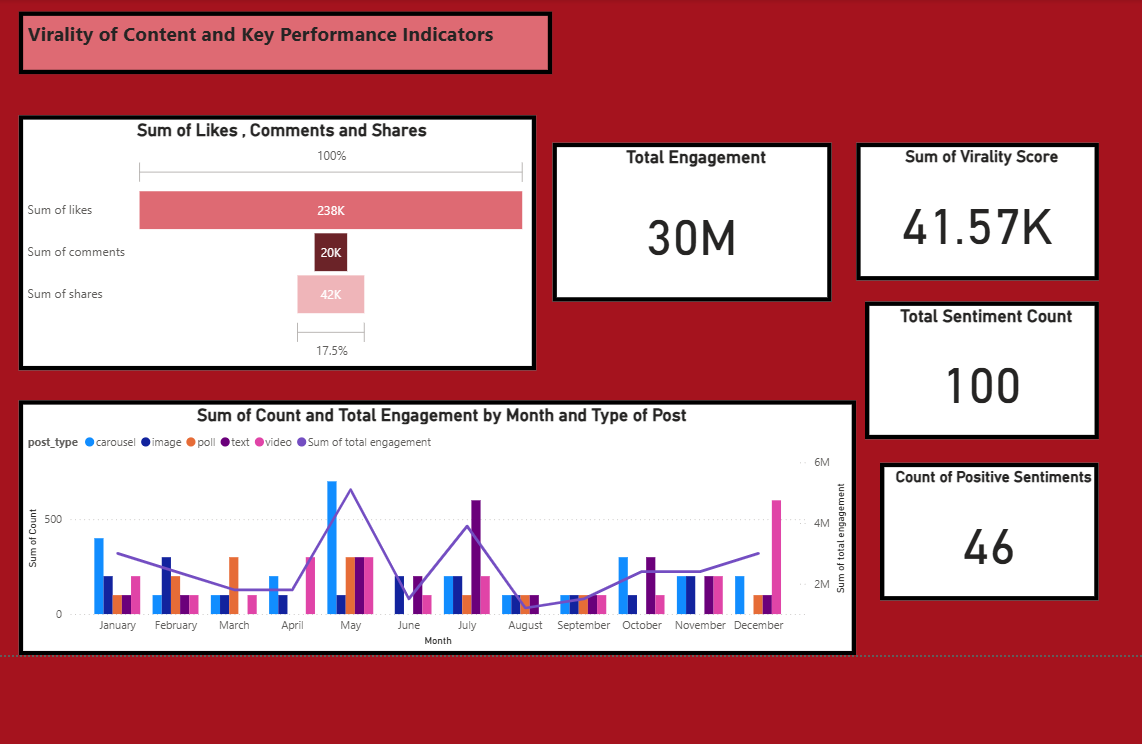 Virality of Content and Key Performance Indicators
Sum of Likes , Comments and Shares
100%
Sum of likes
238K
Sum of comments
20K
Sum of shares
42K
17.5%
Total Engagement
30M
Sum of Virality Score
41.57K
Total Sentiment Count
100
Count of Positive Sentiments
46
Sum of Count and Total Engagement by Month and Type of Post
post_type carousel image poll text video Sum of total engagement
Sum of Count
500
0
6M
4M
2M
Sum of total engagement
January February March April May June July August September October November December
Month